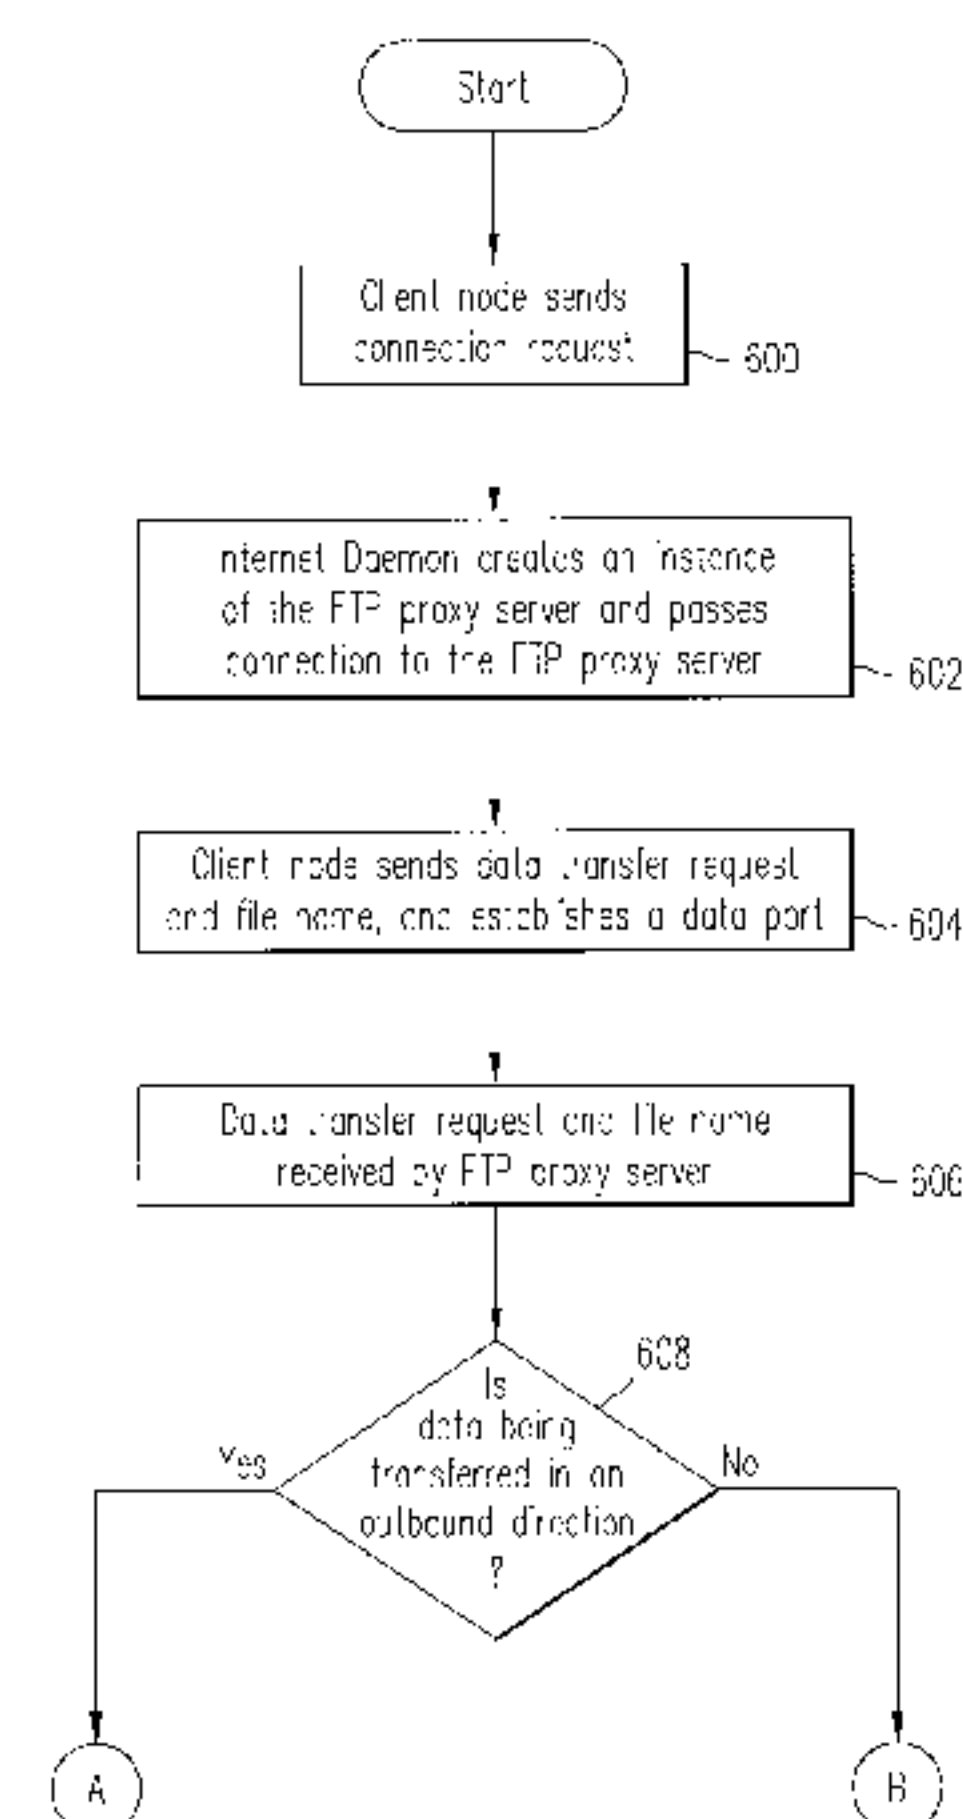 Start
Client node sends
connection request
600
Internet Daemon creates an instance
of the FTP proxy server and passes
connection to the FTP proxy server
602
Client node sends data transfer request
and file name, and establishes a data port
604
Data transfer request and file name
received by FTP proxy server
606
608
Is
data being
transferred in an
outbound direction
?
Yes
No
A
B